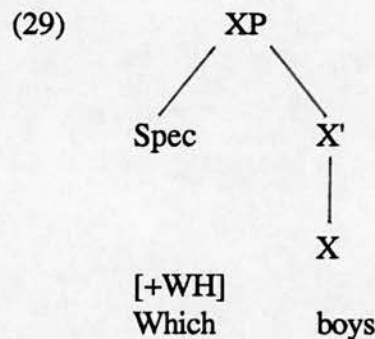 (29) XP
Spec X'
X
[+WH]
Which boys